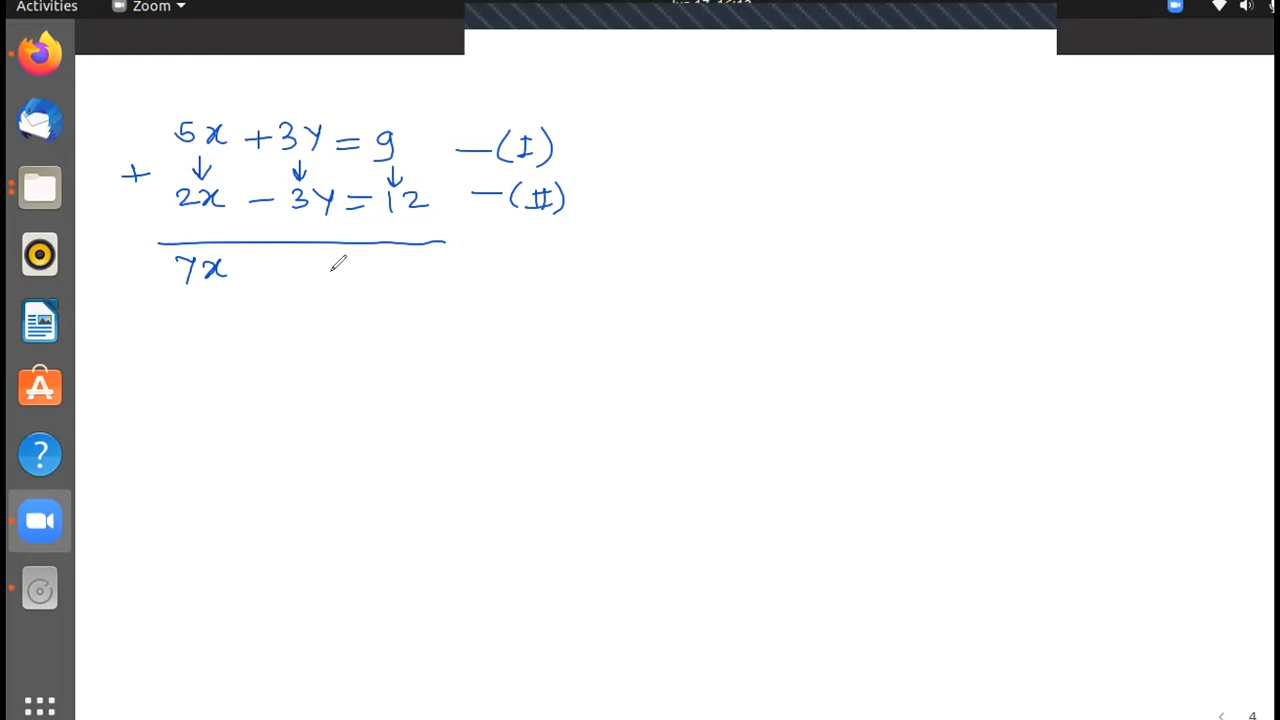 Activities Zoom
5x + 3y = 9 — (I)
+
2x - 3y = 12 — (II)
7x
4